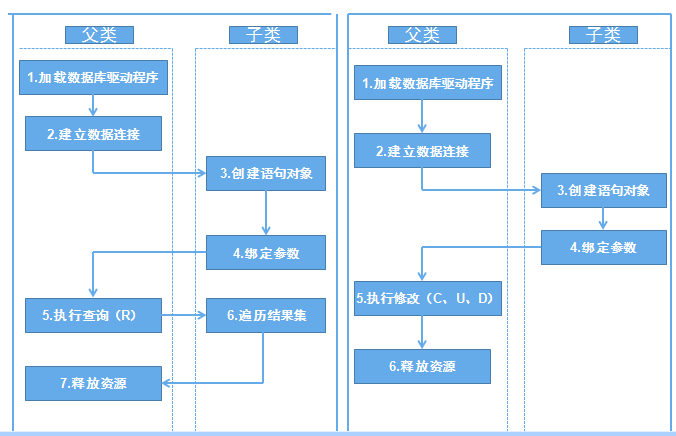 父类
子类
1.加载数据库驱动程序
2.建立数据连接
3.创建语句对象
4.绑定参数
5.执行查询（R）
6.遍历结果集
7.释放资源
父类
子类
1.加载数据库驱动程序
2.建立数据连接
3.创建语句对象
4.绑定参数
5.执行修改（C、U、D）
6.释放资源